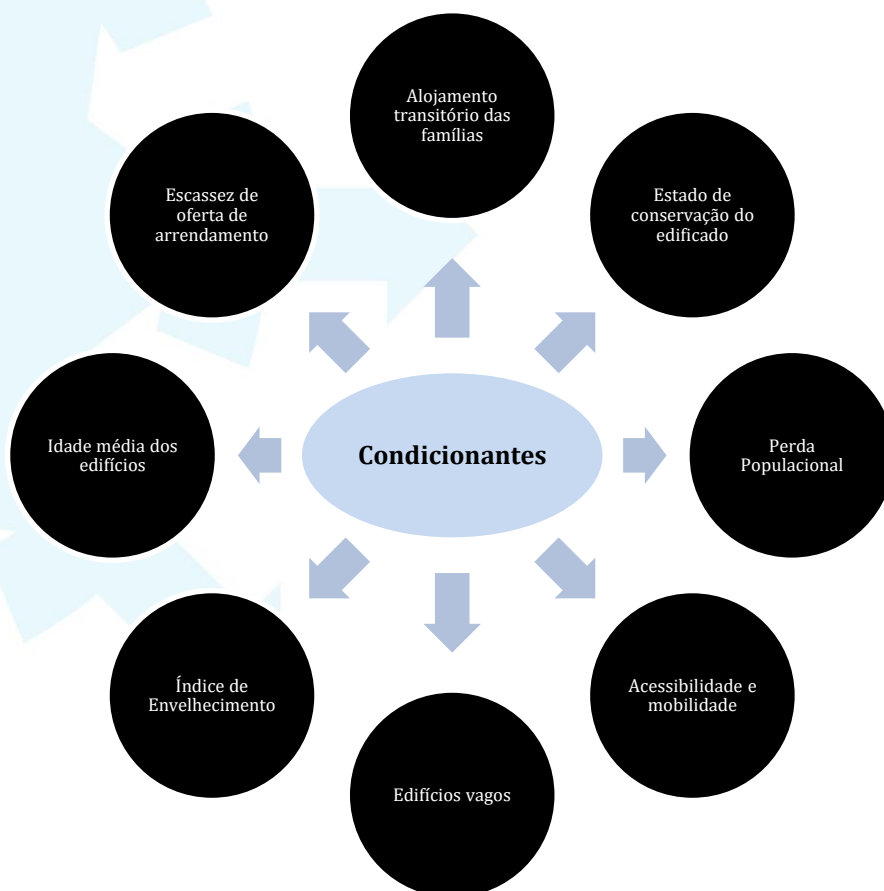 Alojamento
transitório das
famílias
Estado de
conservação do
edificado
Perda
Populacional
Acessibilidade e
mobilidade
Edifícios vagos
Índice de
Envelhecimento
Idade média dos
edifícios
Escassez de
oferta de
arrendamento
Condicionantes